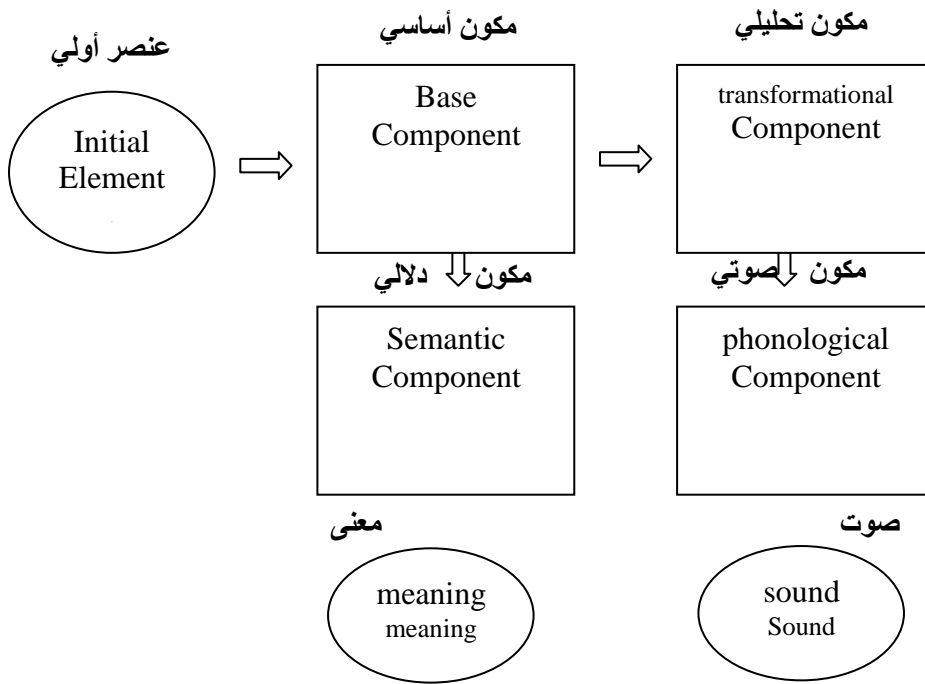 عنصر أولي
مكون أساسي
مكون تحليلي
Initial
Element
Base
Component
transformational
Component
مكون دلالي
مكون صوتي
Semantic
Component
phonological
Component
معنى
صوت
meaning
meaning
sound
Sound